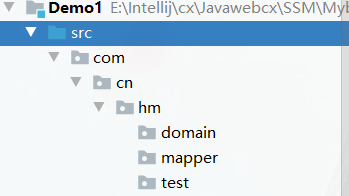 Demo1 E:\Intellij\cx\Javawebcx\SSM\Myb
src
com
cn
hm
domain
mapper
test